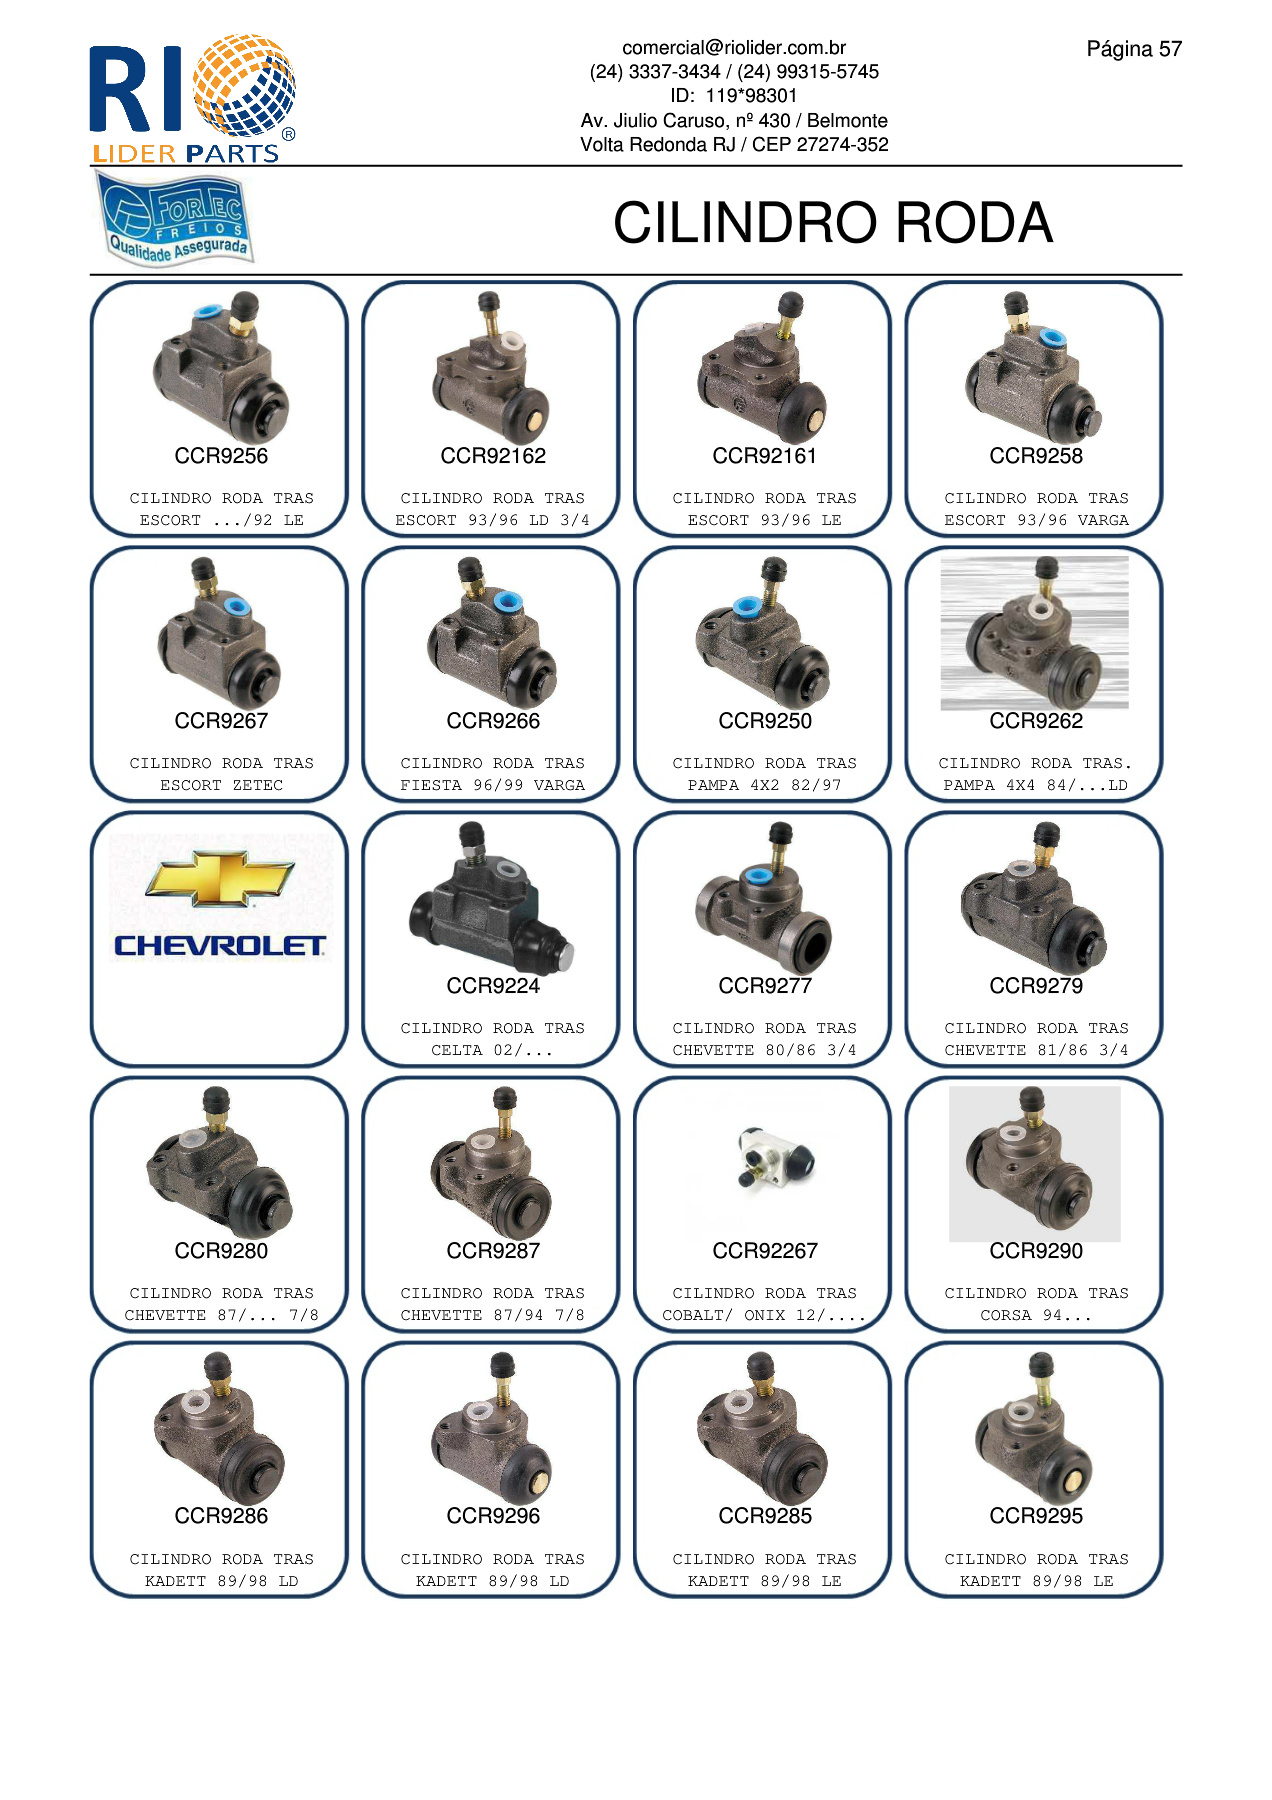 comercial@riolider.com.br
Página 57
(24) 3337-3434 / (24) 99315-5745
ID: 119*98301
Av. Jiulio Caruso, nº 430 / Belmonte
Volta Redonda RJ / CEP 27274-352
RIO
®
LIDER PARTS
FORTEC
FREIOS
Qualidade Assegurada
CILINDRO RODA
CCR9256
CILINDRO RODA TRAS
ESCORT .../92 LE
CCR92162
CILINDRO RODA TRAS
ESCORT 93/96 LD 3/4
CCR92161
CILINDRO RODA TRAS
ESCORT 93/96 LE
CCR9258
CILINDRO RODA TRAS
ESCORT 93/96 VARGA
CCR9267
CILINDRO RODA TRAS
ESCORT ZETEC
CCR9266
CILINDRO RODA TRAS
FIESTA 96/99 VARGA
CCR9250
CILINDRO RODA TRAS
PAMPA 4X2 82/97
CCR9262
CILINDRO RODA TRAS.
PAMPA 4X4 84/...LD
CHEVROLET
CCR9224
CILINDRO RODA TRAS
CELTA 02/...
CCR9277
CILINDRO RODA TRAS
CHEVETTE 80/86 3/4
CCR9279
CILINDRO RODA TRAS
CHEVETTE 81/86 3/4
CCR9280
CILINDRO RODA TRAS
CHEVETTE 87/... 7/8
CCR9287
CILINDRO RODA TRAS
CHEVETTE 87/94 7/8
CCR92267
CILINDRO RODA TRAS
COBALT/ ONIX 12/....
CCR9290
CILINDRO RODA TRAS
CORSA 94...
CCR9286
CILINDRO RODA TRAS
KADETT 89/98 LD
CCR9296
CILINDRO RODA TRAS
KADETT 89/98 LD
CCR9285
CILINDRO RODA TRAS
KADETT 89/98 LE
CCR9295
CILINDRO RODA TRAS
KADETT 89/98 LE